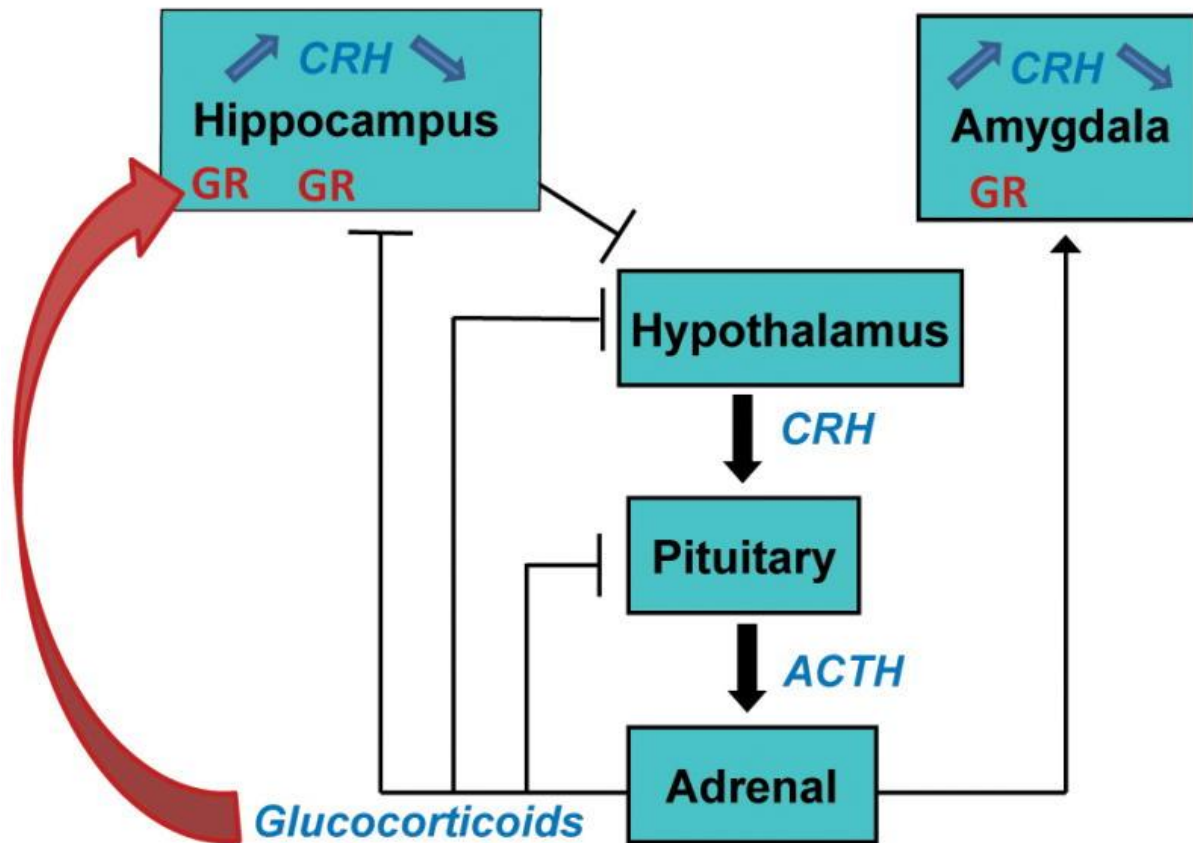 CRH
Hippocampus
GR GR
CRH
Amygdala
GR
Hypothalamus
CRH
Pituitary
ACTH
Adrenal
Glucocorticoids